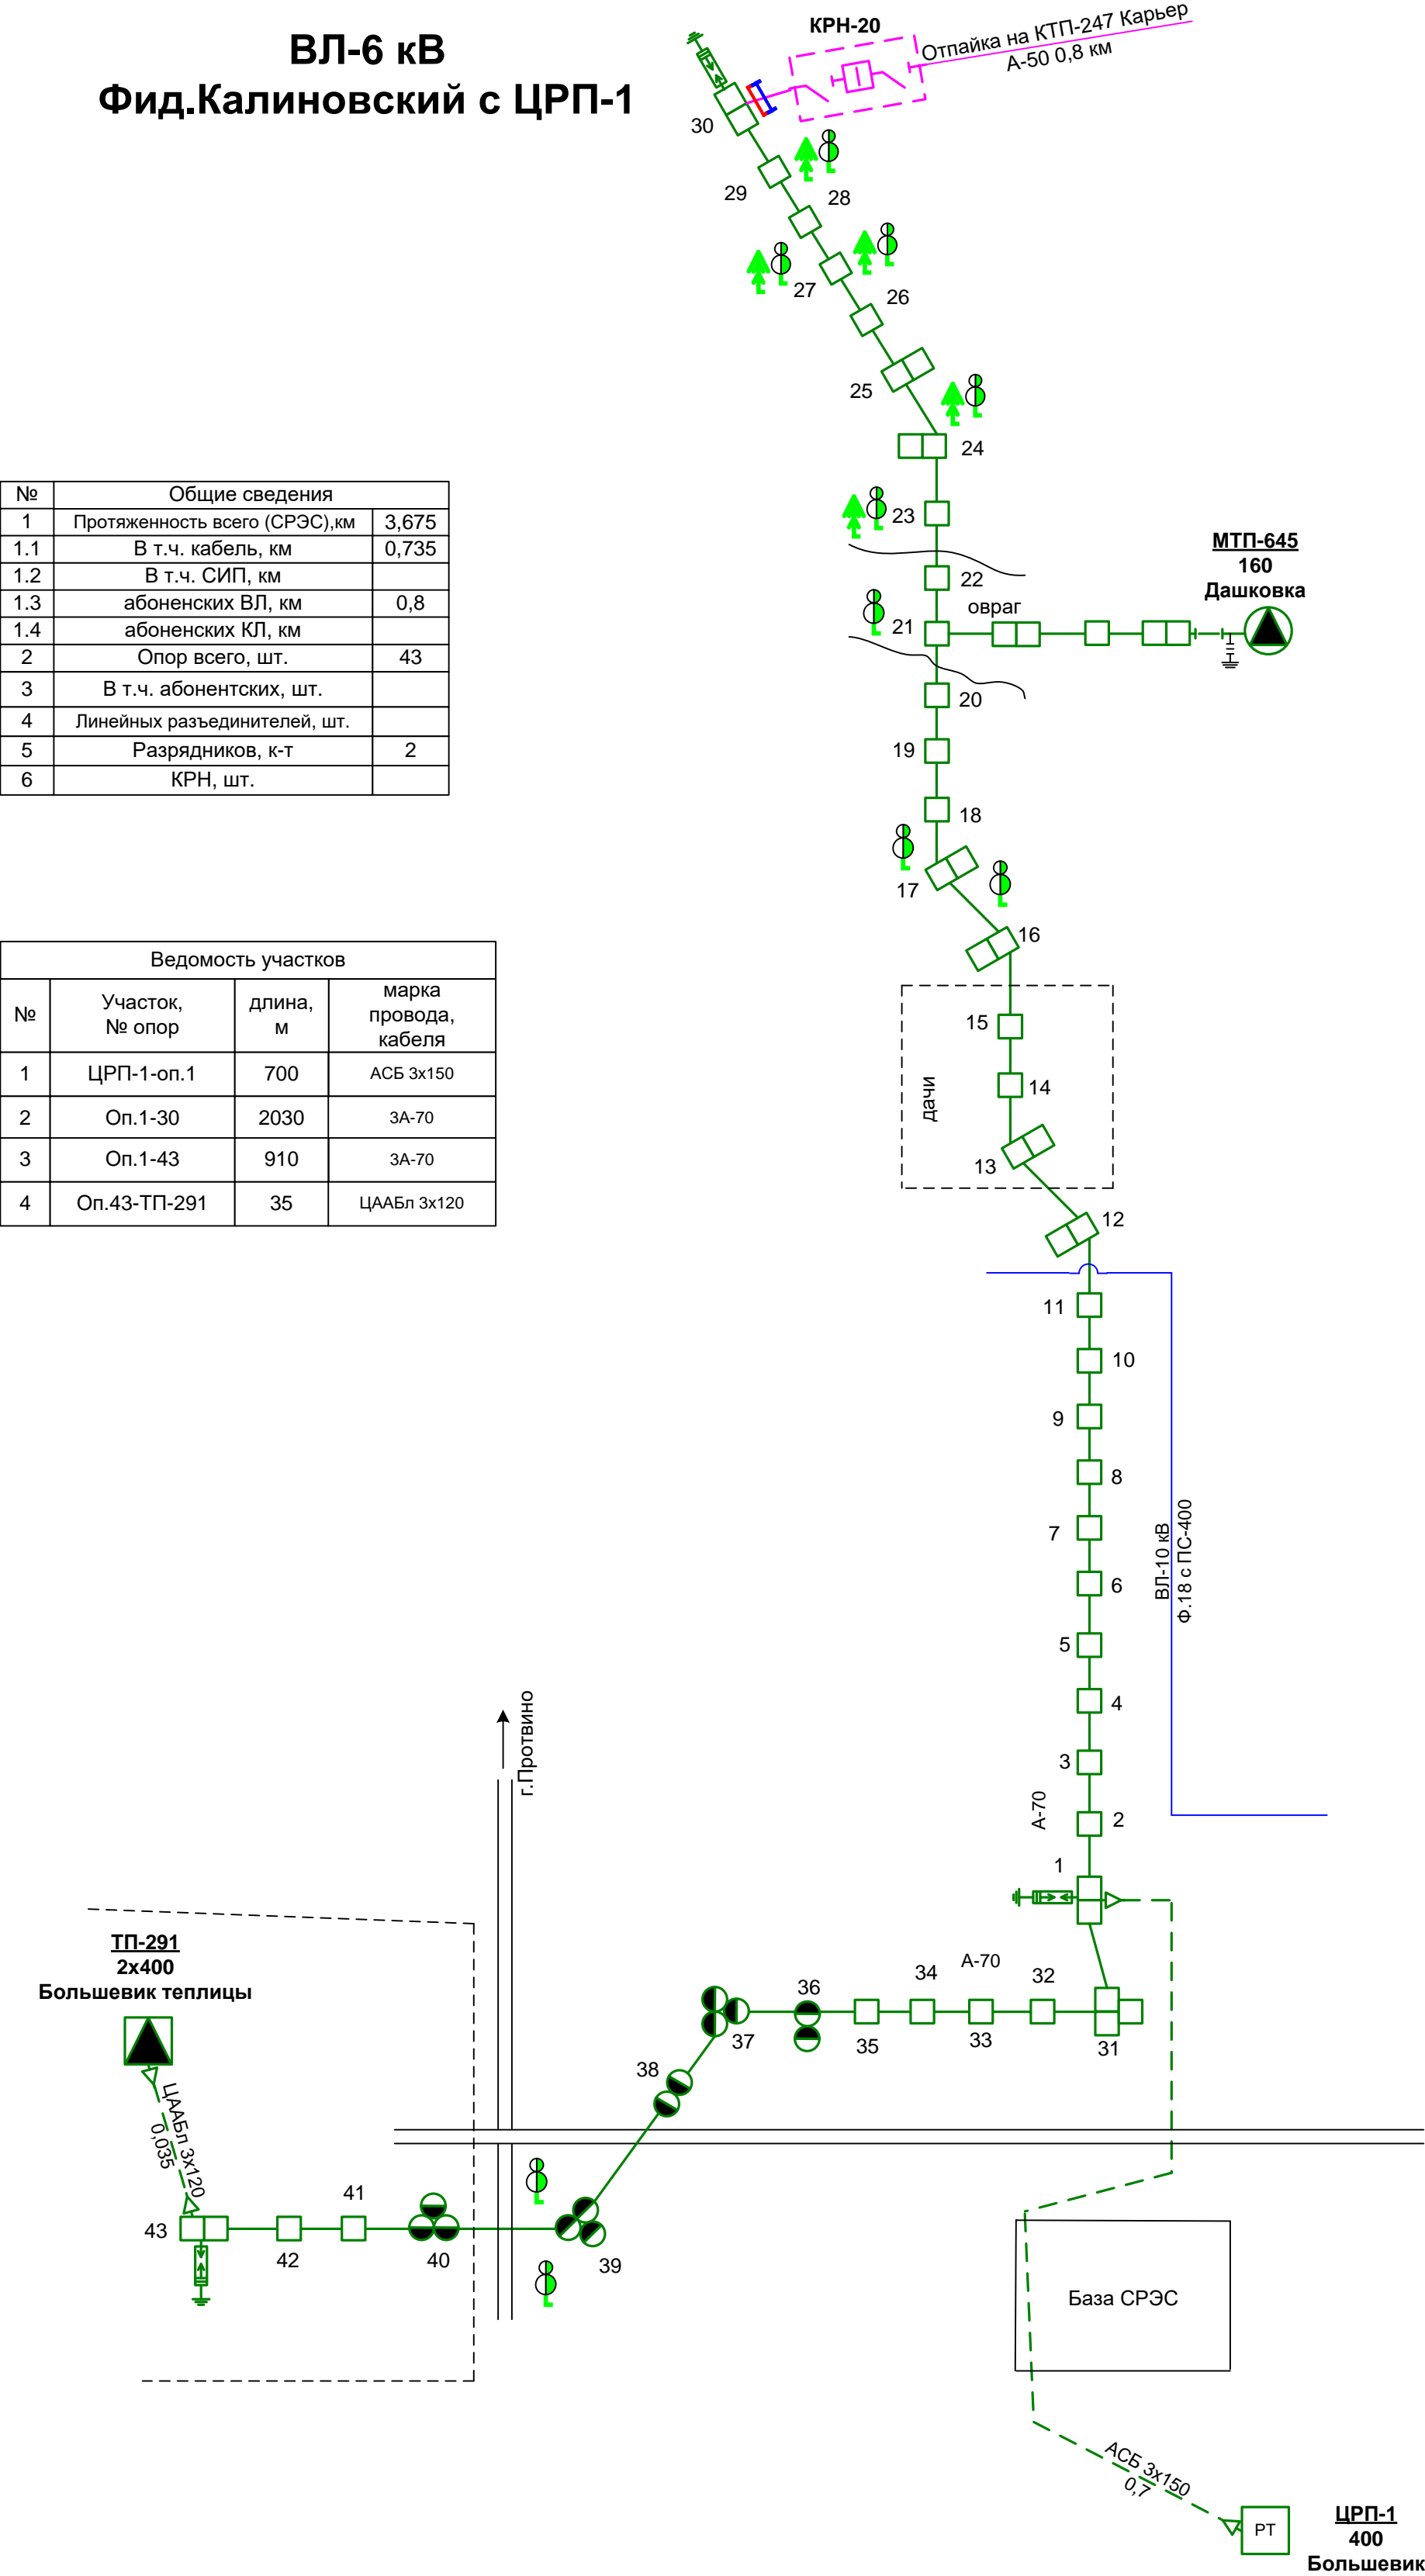 ВЛ-6 кВ
Фид.Калиновский с ЦРП-1
КРН-20
Отпайка на КТП-247 Карьер
А-50 0,8 км
30
29
28
27
26
25
24
23
22
овраг
21
20
19
18
17
16
15
14
дачи
13
12
11
10
9
8
7
6
5
4
3
2
1
А-70
МТП-645
160
Дашковка
№ Общие сведения
1 Протяженность всего (СРЭС),км 3,675
1.1 В т.ч. кабель, км 0,735
1.2 В т.ч. СИП, км
1.3 абоненских ВЛ, км 0,8
1.4 абоненских КЛ, км
2 Опор всего, шт. 43
3 В т.ч. абонентских, шт.
4 Линейных разъединителей, шт.
5 Разрядников, к-т 2
6 КРН, шт.
Ведомость участков
№ Участок, № опор длина, м марка провода, кабеля
1 ЦРП-1-оп.1 700 АСБ 3х150
2 Оп.1-30 2030 3А-70
3 Оп.1-43 910 3А-70
4 Оп.43-ТП-291 35 ЦААБл 3х120
ВЛ-10 кВ
Ф.18 с ПС-400
г.Протвино
ТП-291
2х400
Большевик теплицы
ЦААБл 3х120
0,035
А-70
31
32
33
34
35
36
37
38
39
40
41
42
43
База СРЭС
АСБ 3х150
0,7
РТ
ЦРП-1
400
Большевик